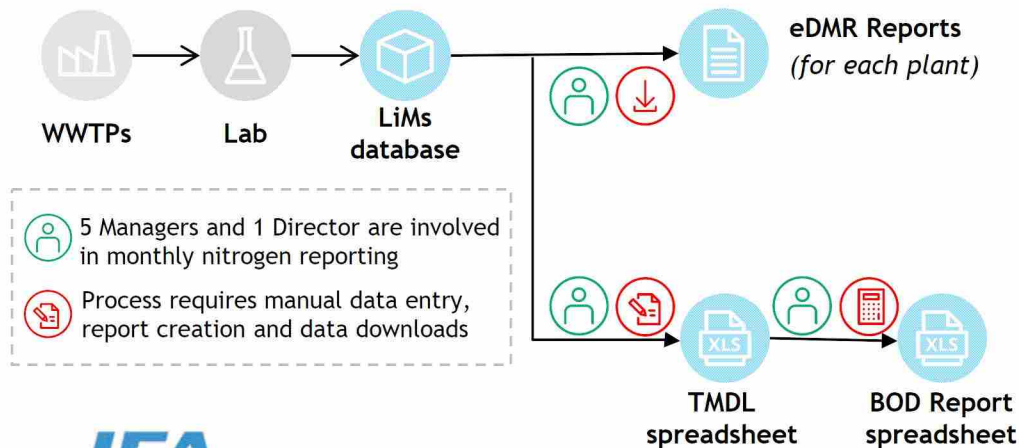 eDMR Reports
(for each plant)
WWTPs
Lab
LiMs
database
5 Managers and 1 Director are involved
in monthly nitrogen reporting
Process requires manual data entry,
report creation and data downloads
XLS
XLS
TMDL
spreadsheet
BOD Report
spreadsheet